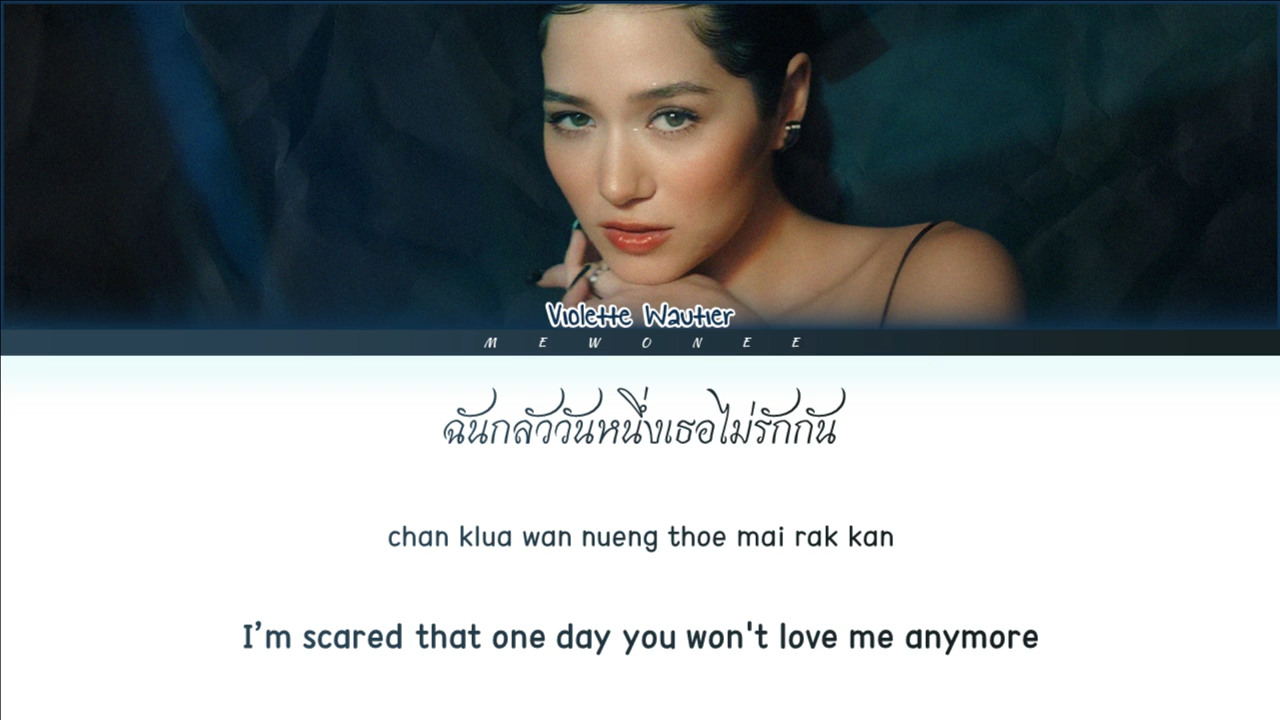 Violette Wautier
MEWONEE
ฉันกลัววันหนึ่งเธอไม่รักกัน
chan klua wan nueng thoe mai rak kan
I’m scared that one day you won't love me anymore